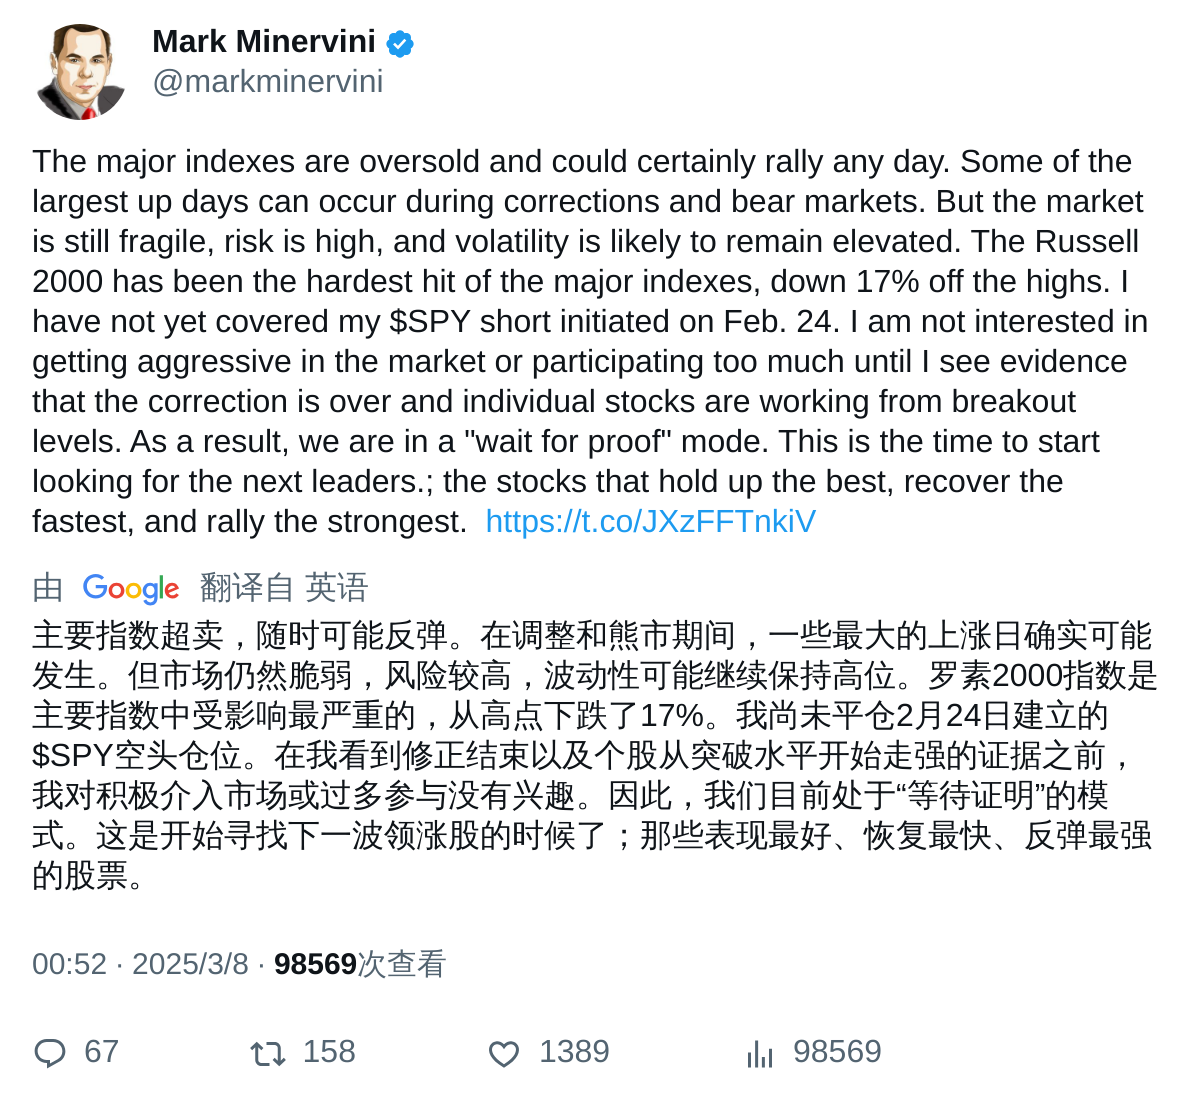 Mark Minervini
@markminervini
The major indexes are oversold and could certainly rally any day. Some of the
largest up days can occur during corrections and bear markets. But the market
is still fragile, risk is high, and volatility is likely to remain elevated. The Russell
2000 has been the hardest hit of the major indexes, down 17% off the highs. I
have not yet covered my $SPY short initiated on Feb. 24. I am not interested in
getting aggressive in the market or participating too much until I see evidence
that the correction is over and individual stocks are working from breakout
levels. As a result, we are in a "wait for proof" mode. This is the time to start
looking for the next leaders.; the stocks that hold up the best, recover the
fastest, and rally the strongest. https://t.co/JXzFFTnkiV
由 Google 翻译自 英语
主要指数超卖，随时可能反弹。在调整和熊市期间，一些最大的上涨日确实可能
发生。但市场仍然脆弱，风险较高，波动性可能继续保持高位。罗素2000指数是
主要指数中受影响最严重的，从高点下跌了17%。我尚未平仓2月24日建立的
$SPY空头仓位。在我看到修正结束以及个股从突破水平开始走强的证据之前，
我对积极介入市场或过多参与没有兴趣。因此，我们目前处于“等待证明”的模
式。这是开始寻找下一波领涨股的时候了；那些表现最好、恢复最快、反弹最强
的股票。
00:52 · 2025/3/8 · 98569次查看
67 158 1389 98569